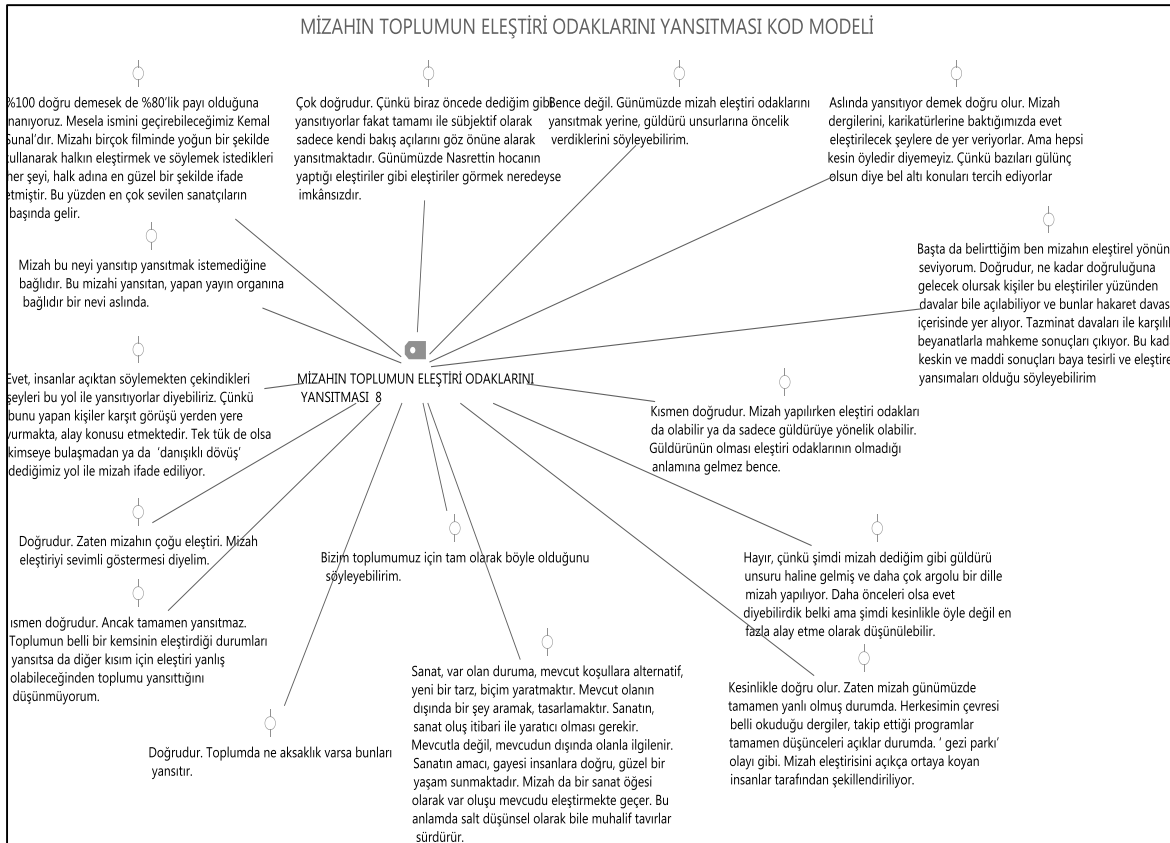 MİZAHIN TOPLUMUN ELEŞTİRİ ODAKLARINI YANSITMASI KOD MODELİ
%100 doğru demesek de %80'lik payı olduğuna
nanıyoruz. Mesela ismini geçirebileceğimiz Kemal
Sunal'dır. Mizahı birçok filminde yoğun bir şekilde
ullanarak halkın eleştirmek ve söylemek istedikleri
her şeyi, halk adına en güzel bir şekilde ifade
etmiştir. Bu yüzden en çok sevilen sanatçıların
başında gelir.
Çok doğrudur. Çünkü biraz öncede dediğim gibi
yansıtıyorlar fakat tamamı ile sübjektif olarak
sadece kendi bakış açılarını göz önüne alarak
yansıtmaktadır. Günümüzde Nasrettin hocanın
yaptığı eleştiriler gibi eleştiriler görmek neredeyse
imkânsızdır.
Bence değil. Günümüzde mizah eleştiri odaklarını
yansıtmak yerine, güldürü unsurlarına öncelik
verdiklerini söyleyebilirim.
Aslında yansıtıyor demek doğru olur. Mizah
dergilerini, karikatürlerine baktığımızda evet
eleştirilecek şeylere de yer veriyorlar. Ama hepsi
kesin öyledir diyemeyiz. Çünkü bazıları gülünç
olsun diye bel altı konuları tercih ediyorlar
Mizah bu neyi yansıtıp yansıtmak istemediğine
bağlıdır. Bu mizahi yansıtan, yapan yayın organına
bağlıdır bir nevi aslında.
Başta da belirttiğim ben mizahın eleştirel yönün
seviyorum. Doğrudur, ne kadar doğruluğuna
gelecek olursak kişiler bu eleştiriler yüzünden
davalar bile açılabiliyor ve bunlar hakaret davas
içerisinde yer alıyor. Tazminat davaları ile karşılık
beyanatlarla mahkeme sonuçları çıkıyor. Bu kad
keskin ve maddi sonuçları baya tesirli ve eleştire
yansımaları olduğu söyleyebilirim
Evet, insanlar açıktan söylemekten çekindikleri
şeyleri bu yol ile yansıtıyorlar diyebiliriz. Çünkü
bunu yapan kişiler karşıt görüşü yerden yere
vurmakta, alay konusu etmektedir. Tek tük de olsa
kimseye bulaşmadan ya da 'danışıklı dövüş'
dediğimiz yol ile mizah ifade ediliyor.
MİZAHIN TOPLUMUN ELEŞTİRİ ODAKLARINI
YANSITMASI 8
Kısmen doğrudur. Mizah yapılırken eleştiri odakları
da olabilir ya da sadece güldürüye yönelik olabilir.
Güldürünün olması eleştiri odaklarının olmadığı
anlamına gelmez bence.
Doğrudur. Zaten mizahın çoğu eleştiri. Mizah
eleştiriyi sevimli göstermesi diyelim.
Bizim toplumumuz için tam olarak böyle olduğunu
söyleyebilirim.
Hayır, çünkü şimdi mizah dediğim gibi güldürü
unsuru haline gelmiş ve daha çok argolu bir dille
mizah yapılıyor. Daha önceleri olsa evet
diyebilirdik belki ama şimdi kesinlikle öyle değil en
fazla alay etme olarak düşünülebilir.
ısmen doğrudur. Ancak tamamen yansıtmaz.
Toplumun belli bir kemsinin eleştirdiği durumları
yansıtsa da diğer kısım için eleştiri yanlış
olabileceğinden toplumu yansıttığını
düşünmüyorum.
Sanat, var olan duruma, mevcut koşullara alternatif,
yeni bir tarz, biçim yaratmaktır. Mevcut olanın
dışında bir şey aramak, tasarlamaktır. Sanatın,
sanat oluş itibari ile yaratıcı olması gerekir.
Mevcutla değil, mevcudun dışında olanla ilgilenir.
Sanatın amacı, gayesi insanlara doğru, güzel bir
yaşam sunmaktadır. Mizah da bir sanat öğesi
olarak var oluşu mevcudu eleştirmekte geçer. Bu
anlamda salt düşünsel olarak bile muhalif tavırlar
sürdürür.
Kesinlikle doğru olur. Zaten mizah günümüzde
tamamen yanlı olmuş durumda. Herkesimin çevresi
belli okuduğu dergiler, takip ettiği programlar
tamamen düşünceleri açıklar durumda. ' gezi parkı'
olayı gibi. Mizah eleştirisini açıkça ortaya koyan
insanlar tarafından şekillendiriliyor.
Doğrudur. Toplumda ne aksaklık varsa bunları
yansıtır.